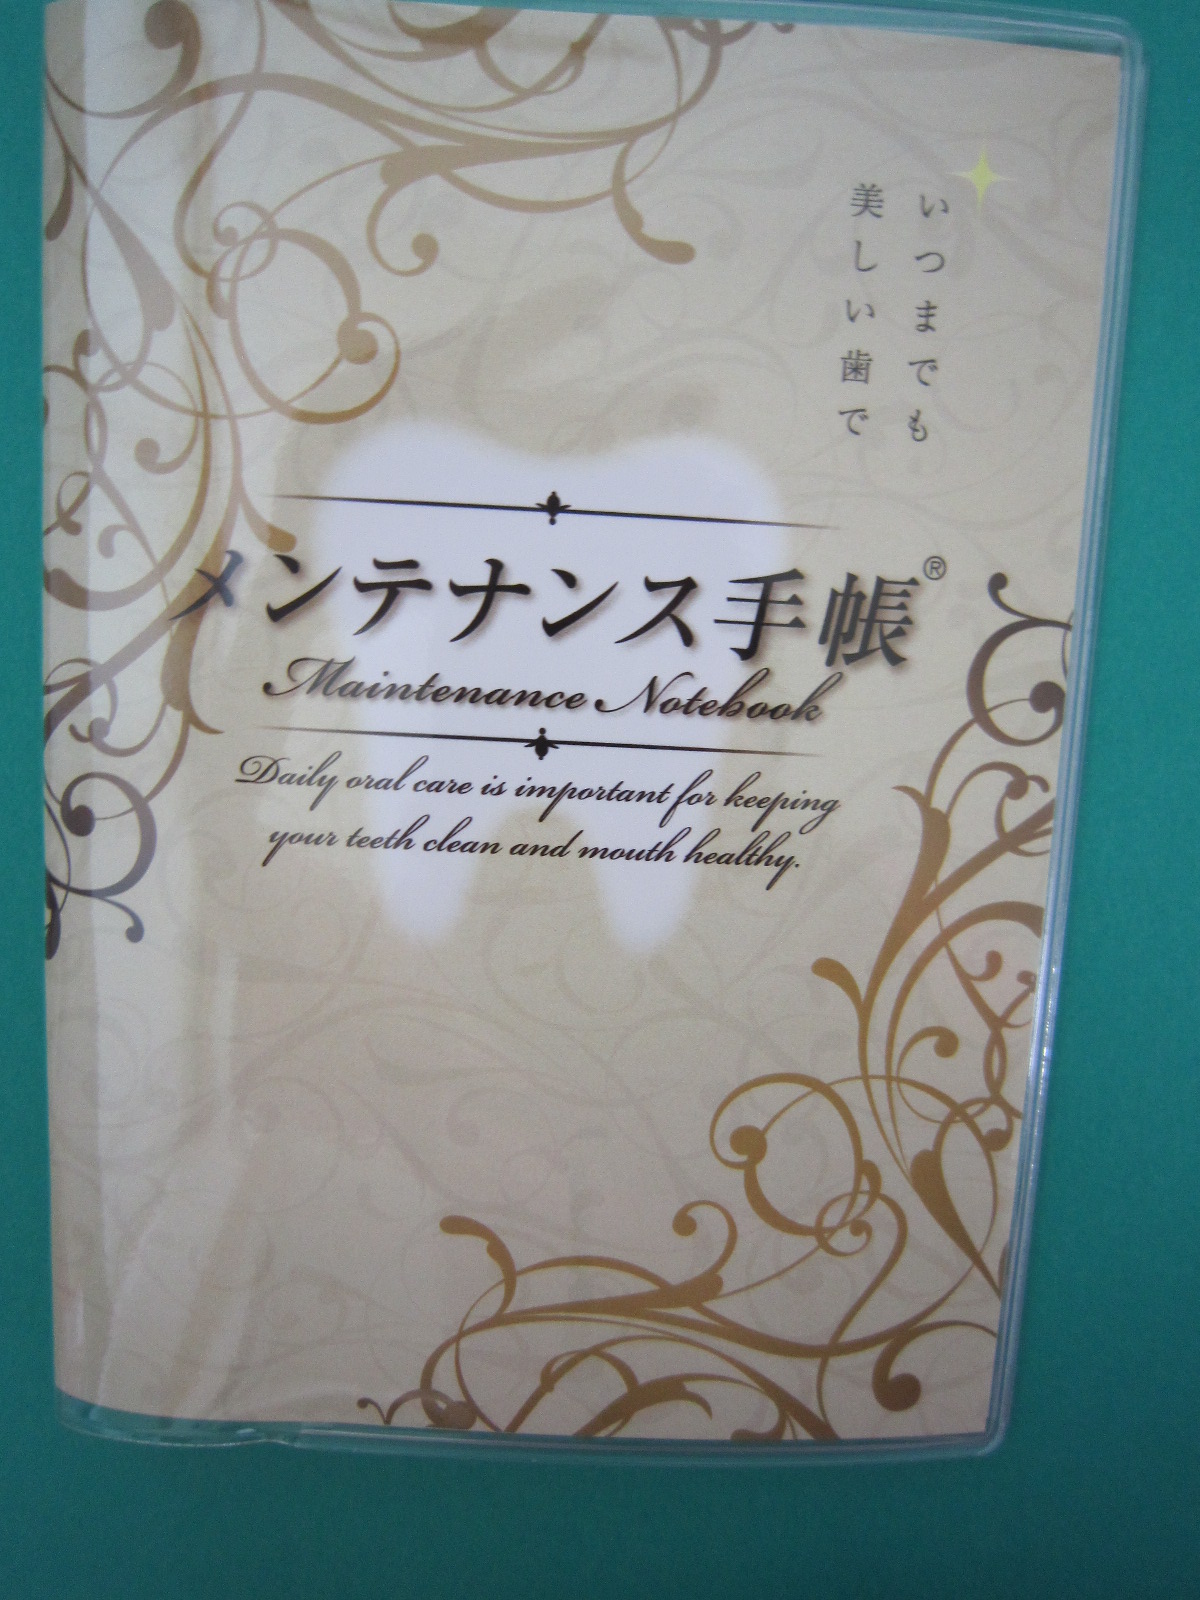 いつまでも
美しい歯で
メンテナンス手帳®
Maintenance Notebook
Daily oral care is important for keeping
your teeth clean and mouth healthy.